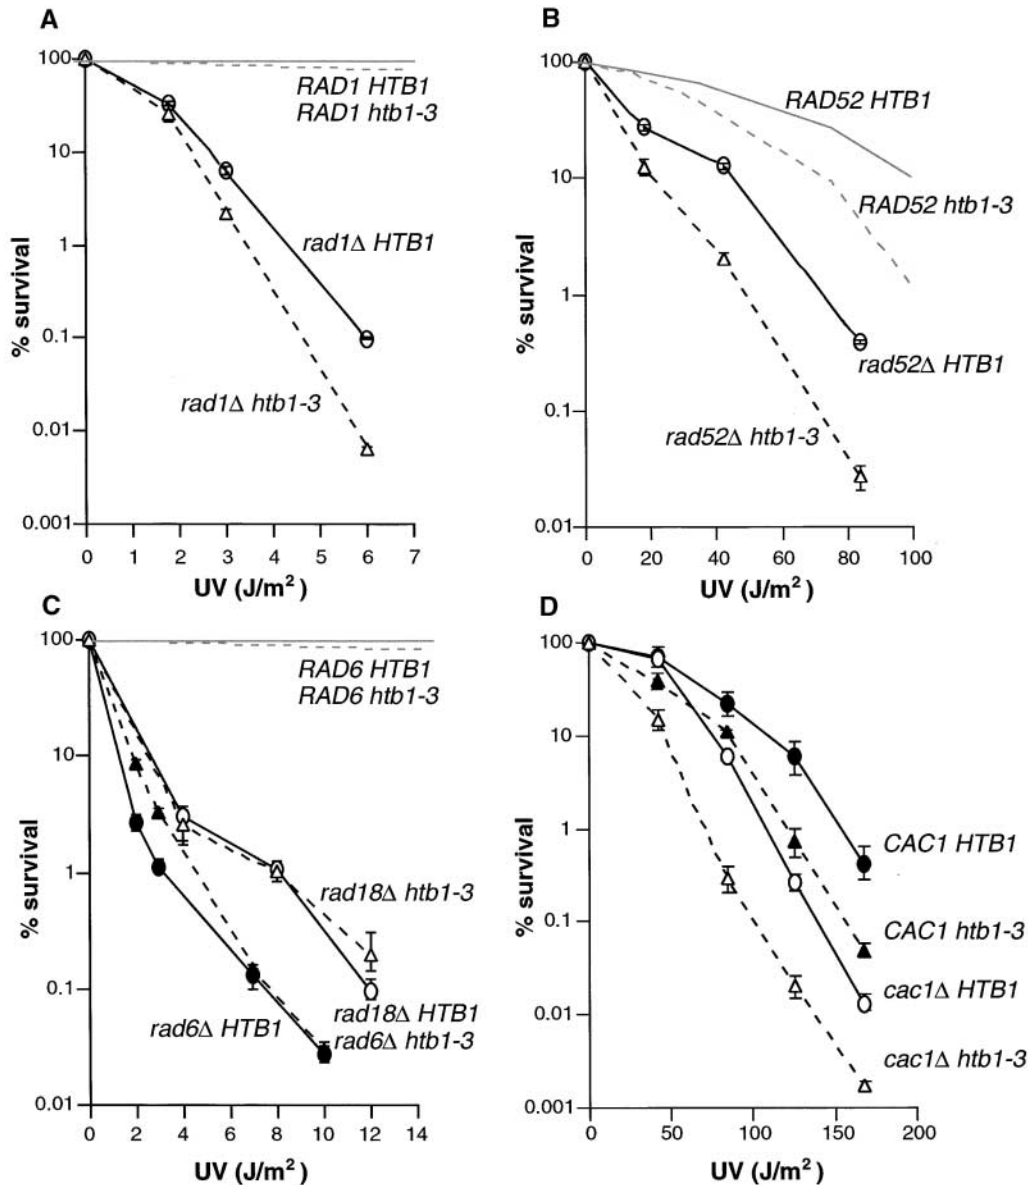 A
100
10
1
0.1
0.01
0.001
% survival
RAD1 HTB1
RAD1 htb1-3
rad1Δ HTB1
rad1Δ htb1-3
0 1 2 3 4 5 6 7
UV (J/m²)
B
100
10
1
0.1
0.01
% survival
RAD52 HTB1
RAD52 htb1-3
rad52Δ HTB1
rad52Δ htb1-3
0 20 40 60 80 100
UV (J/m²)
C
100
10
1
0.1
0.01
% survival
RAD6 HTB1
RAD6 htb1-3
rad18Δ htb1-3
rad18Δ HTB1
rad6Δ HTB1
rad6Δ htb1-3
0 2 4 6 8 10 12 14
UV (J/m²)
D
100
10
1
0.1
0.01
0.001
% survival
CAC1 HTB1
CAC1 htb1-3
cac1Δ HTB1
cac1Δ htb1-3
0 50 100 150 200
UV (J/m²)